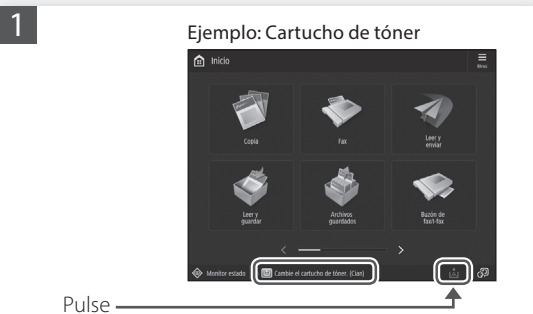 1
Ejemplo: Cartucho de tóner
Inicio
Menú
Copia
Fax
Leer y
enviar
Leer y
guardar
Archivos
guardados
Buzón de
fax/I-fax
Monitor estado
Cambie el cartucho de tóner. (Cian)
Pulse